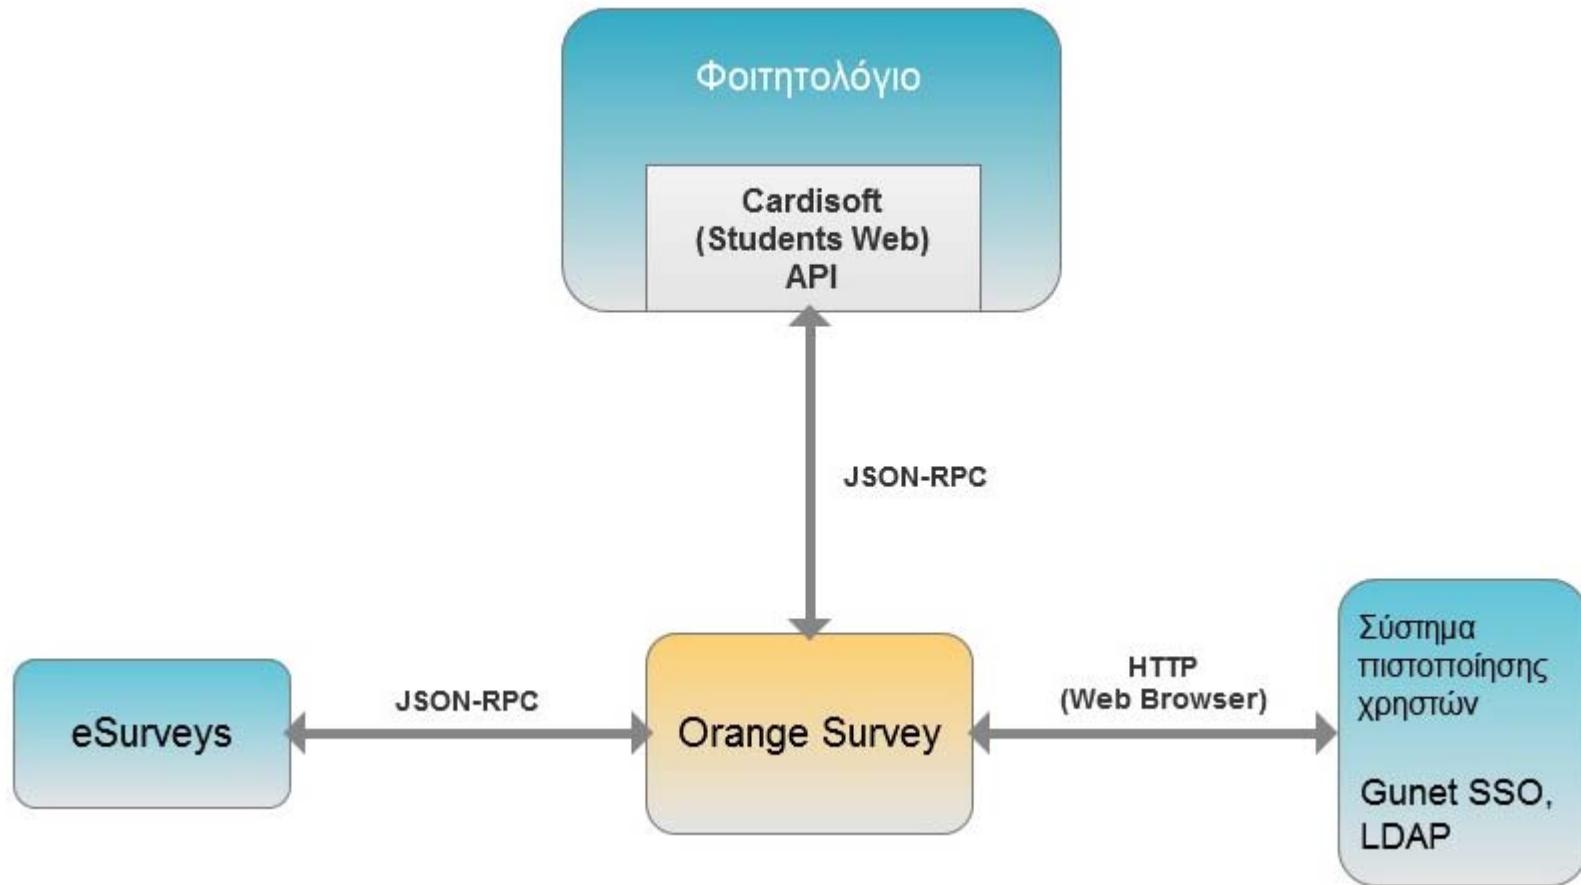 Φοιτητολόγιο
Cardisoft
(Students Web)
API
JSON-RPC
eSurveys
JSON-RPC
Orange Survey
HTTP
(Web Browser)
Σύστημα
πιστοποίησης
χρηστών
Gunet SSO,
LDAP